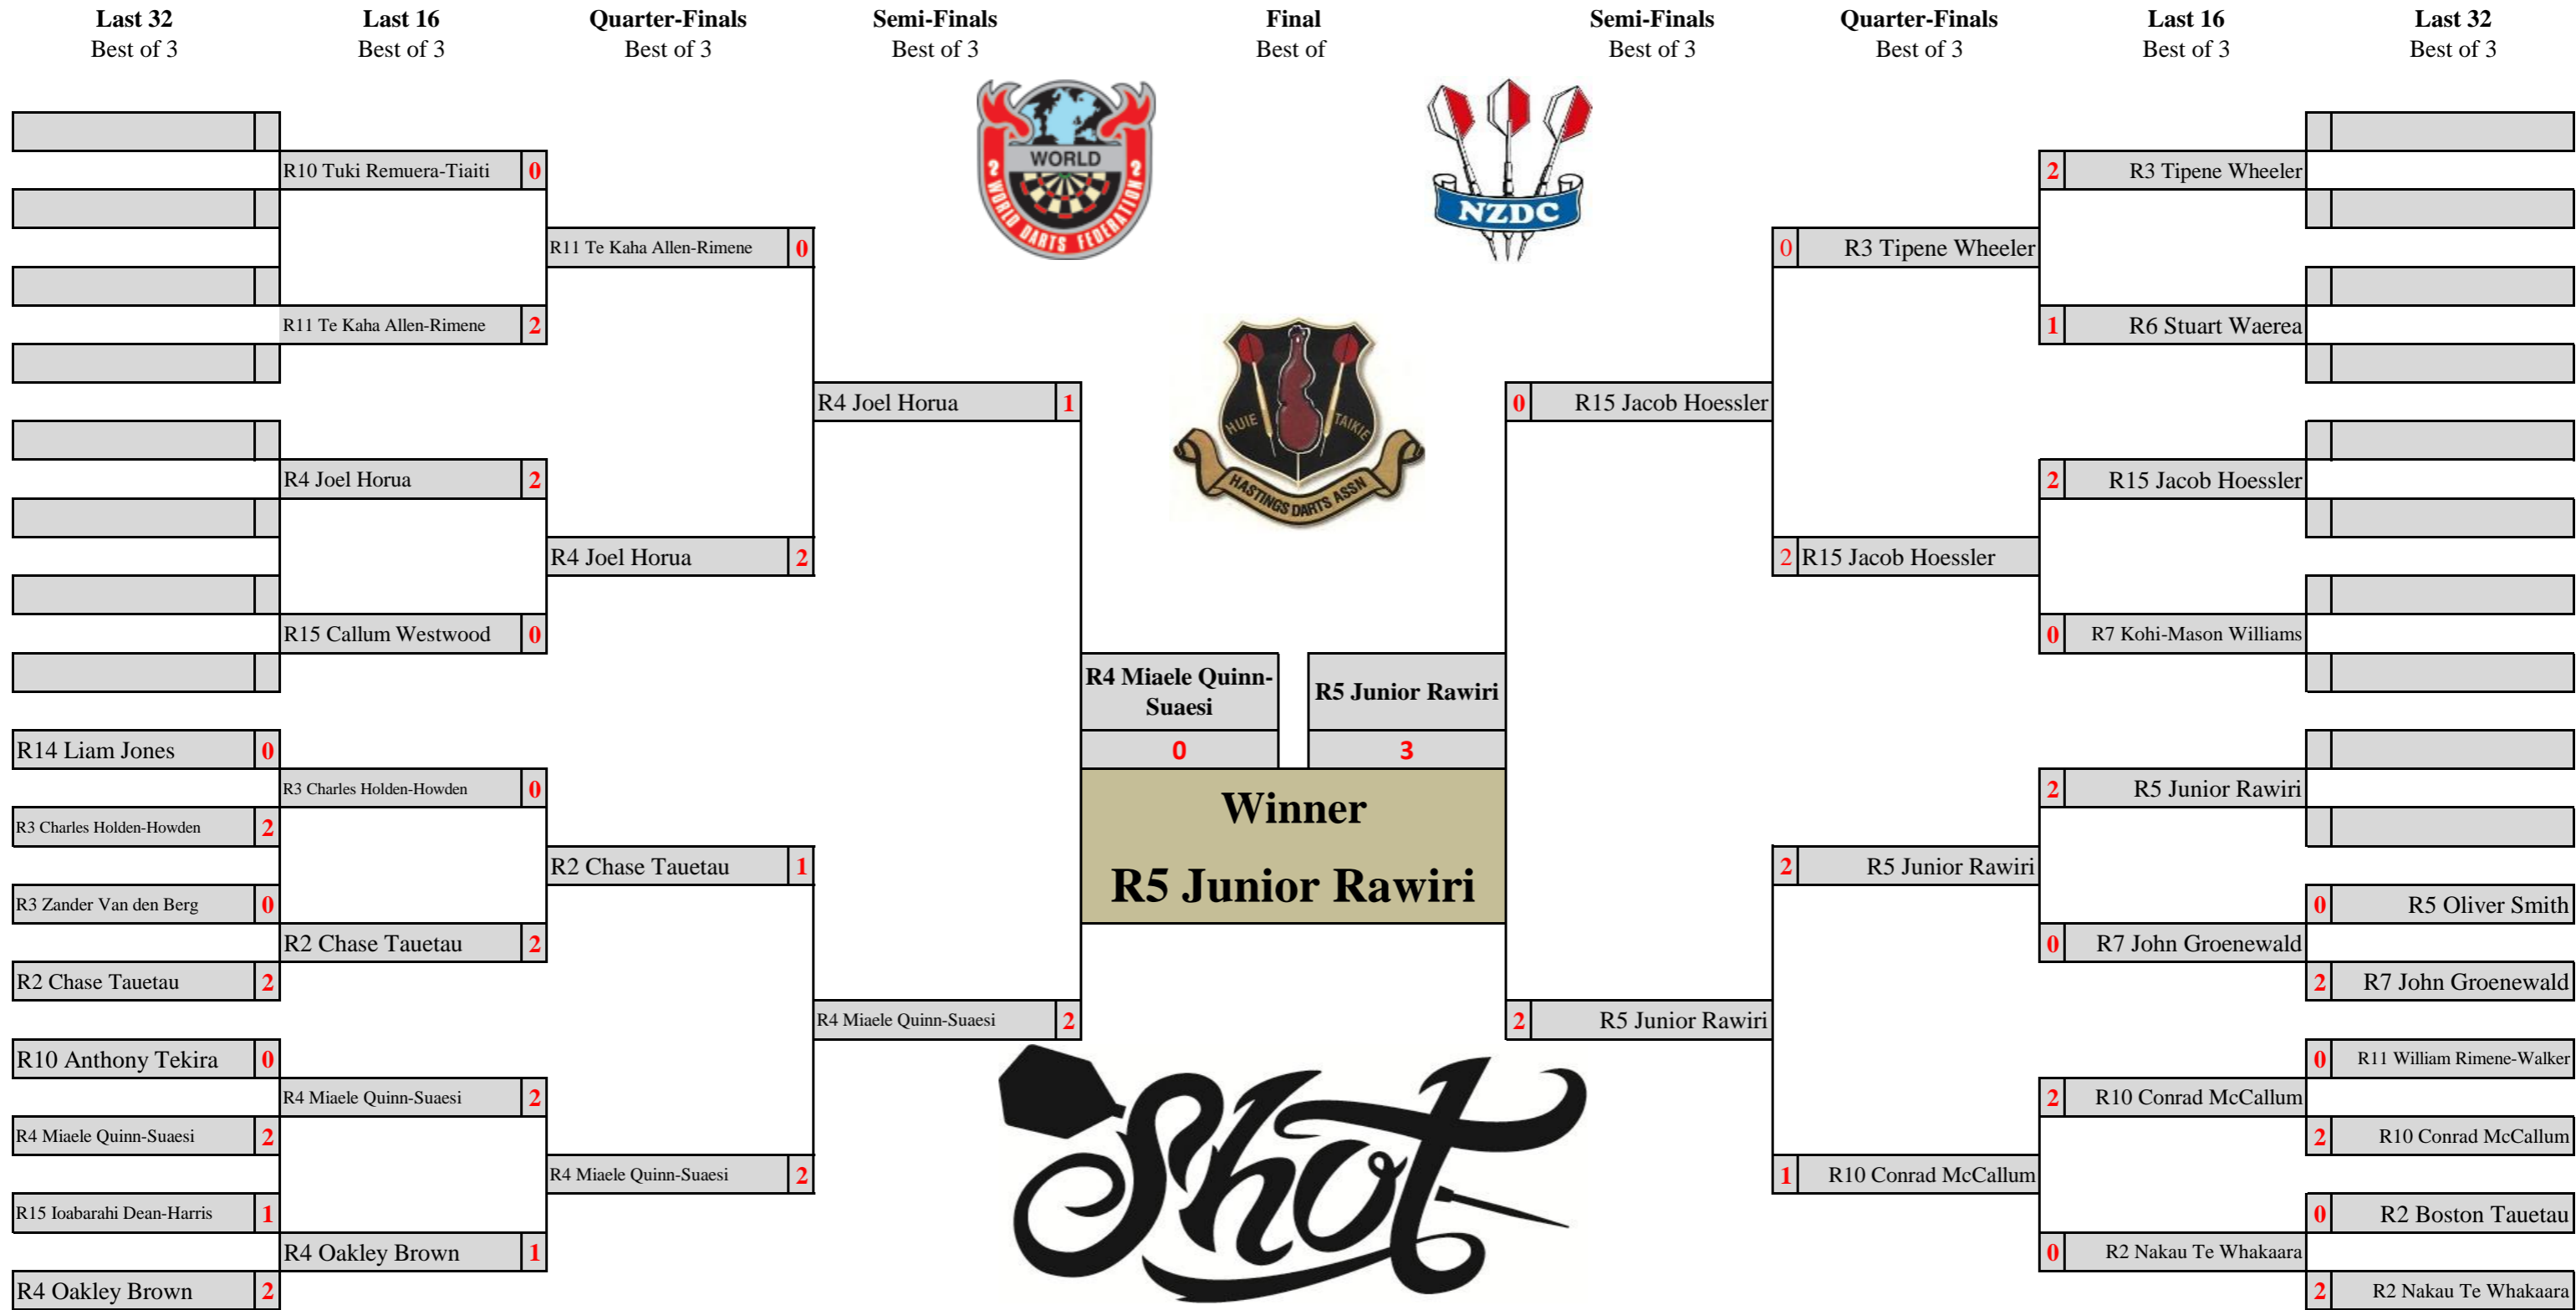 Last 32 Last 16 Quarter-Finals Semi-Finals Final Semi-Finals Quarter-Finals Last 16 Last 32
Best of 3 Best of 3 Best of 3 Best of 3 Best of Best of 3 Best of 3 Best of 3 Best of 3
WORLD
2 WORLD DARTS FEDERATION 2
NZDC
R10 Tuki Remuera-Tiaiti 0 2 R3 Tipene Wheeler
R11 Te Kaha Allen-Rimene 0 0 R3 Tipene Wheeler
R11 Te Kaha Allen-Rimene 2 1 R6 Stuart Waerea
R4 Joel Horua 1 0 R15 Jacob Hoessler
HUIE TAIKIE
HASTINGS DARTS ASSN
R4 Joel Horua 2 2 R15 Jacob Hoessler
R4 Joel Horua 2 2 R15 Jacob Hoessler
R15 Callum Westwood 0 0 R7 Kohi-Mason Williams
R4 Miaele Quinn-
Suaesi
R5 Junior Rawiri
R14 Liam Jones 0 0 3
R3 Charles Holden-Howden 0 Winner 2 R5 Junior Rawiri
R3 Charles Holden-Howden 2
R2 Chase Tauetau 1 2 R5 Junior Rawiri
R5 Junior Rawiri
R3 Zander Van den Berg 0 0 R5 Oliver Smith
R2 Chase Tauetau 2 0 R7 John Groenewald
R2 Chase Tauetau 2 2 R7 John Groenewald
R4 Miaele Quinn-Suaesi 2 2 R5 Junior Rawiri
R10 Anthony Tekira 0 0 R11 William Rimene-Walker
R4 Miaele Quinn-Suaesi 2 2 R10 Conrad McCallum
R4 Miaele Quinn-Suaesi 2 2 R10 Conrad McCallum
R4 Miaele Quinn-Suaesi 2 1 R10 Conrad McCallum
Shot
R15 Ioabarahi Dean-Harris 1 0 R2 Boston Tauetau
R4 Oakley Brown 1 0 R2 Nakau Te Whakaara
R4 Oakley Brown 2 2 R2 Nakau Te Whakaara